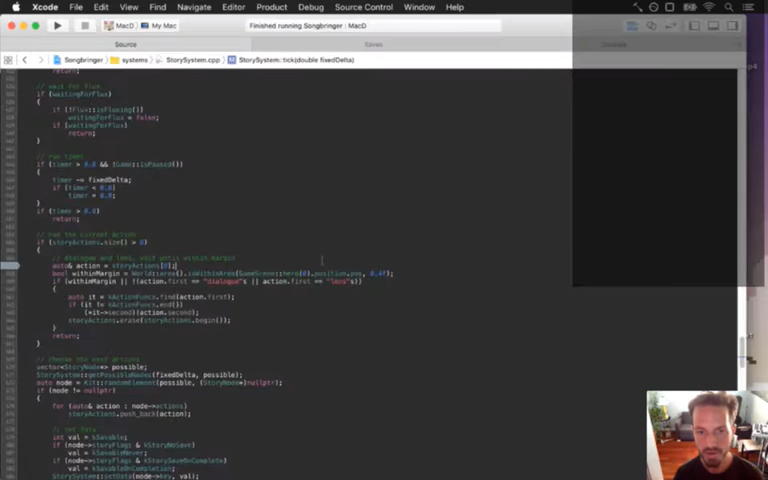 Xcode File Edit View Find Navigate Editor Product Debug Source Control Window Help
MacD My Mac Finished running Songbringer : MacD
Source Saves
Songbringer systems StorySystem.cpp StorySystem::tick(double fixedDelta)
return;
}
// wait for flux
if (waitingForFlux)
{
if (!Flux::isFluxing())
waitingForFlux = false;
if (waitingForFlux)
return;
}
// run timer
if (timer > 0.0 && !Game::isPaused())
{
timer -= fixedDelta;
if (timer < 0.0)
timer = 0.0;
}
if (timer > 0.0)
return;
// run the current action
if (storyActions.size() > 0)
{
// dialogue and lens, wait until within margin
auto& action = storyActions[0];
bool withinMargin = World::area().isWithinArea(GameScene::hero(0).position.pos, 0.4f);
if (withinMargin || !(action.first == "dialogue"s || action.first == "lens"s))
{
auto it = kActionFuncs.find(action.first);
if (it != kActionFuncs.end())
(*it->second)(action.second);
storyActions.erase(storyActions.begin());
}
return;
}
// choose the next actions
vector<StoryNode*> possible;
StorySystem::getPossibleNodes(fixedDelta, possible);
auto node = Kit::randomElement(possible, (StoryNode*)nullptr);
if (node != nullptr)
{
for (auto& action : node->actions)
storyActions.push_back(action);
// set data
int val = kSavable;
if (node->storyFlags & kStoryNoSave)
val = kSavableNever;
if (node->storyFlags & kStorySaveOnComplete)
val = kSavableOnCompletion;
StorySystem::setData(node->key, val);